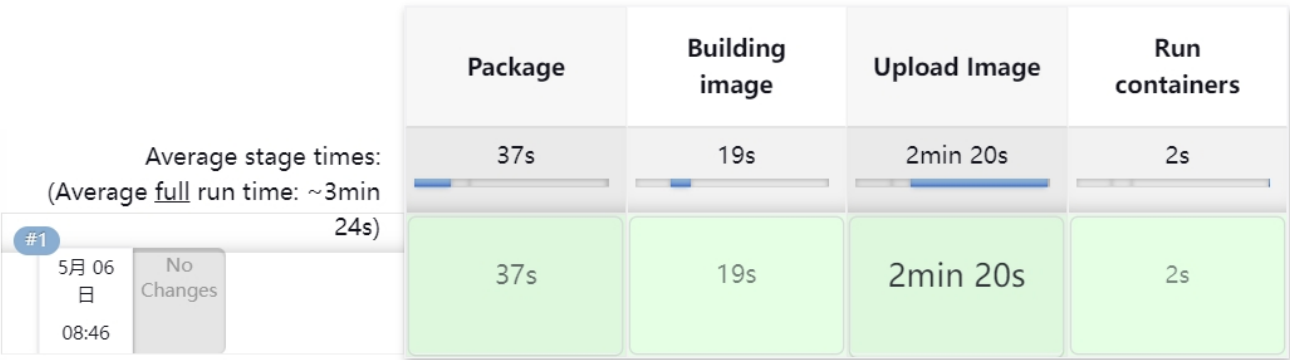 Package
Building
image
Upload Image
Run
containers
Average stage times:
(Average full run time: ~3min
24s)
37s
19s
2min 20s
2s
#1
5月 06
日
08:46
No
Changes
37s
19s
2min 20s
2s